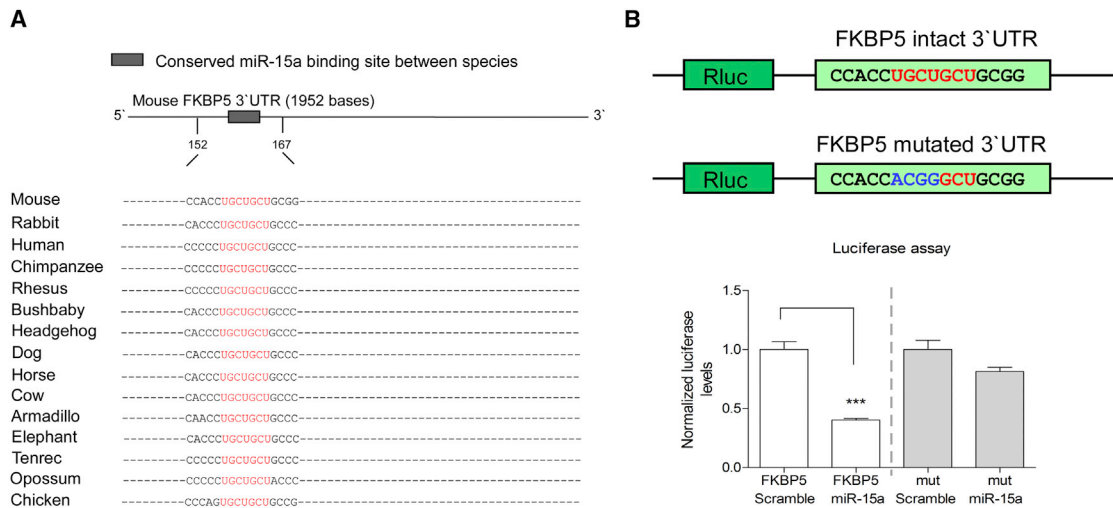 A
Conserved miR-15a binding site between species
Mouse FKBP5 3`UTR (1952 bases)
5`
3`
152
167
Mouse CCACCUGCUGCUGCGG
Rabbit CACCCUGCUGCUGCCC
Human CCCCCUGCUGCUGCCC
Chimpanzee CCCCCUGCUGCUGCCC
Rhesus CCCCCUGCUGCUGCCC
Bushbaby CACCCUGCUGCUGCCC
Headgehog CACCCUGCUGCUGCCC
Dog CACCCUGCUGCUGCCC
Horse CACCCUGCUGCUGCCC
Cow CACCCUGCUGCUGCCC
Armadillo CAACCUGCUGCUGCCC
Elephant CACCCUGCUGCUGCCC
Tenrec CCCCCUGCUGCUGCCC
Opossum CCCCCUGCUGCUACCC
Chicken CCCAGUGCUGCUGCCG
B
FKBP5 intact 3`UTR
Rluc
CCACCUGCUGCUGCGG
FKBP5 mutated 3`UTR
Rluc
CCACCACGGGCUGCGG
Luciferase assay
Normalized luciferase
levels
1.5
1.0
0.5
0.0
***
FKBP5
Scramble
FKBP5
miR-15a
mut
Scramble
mut
miR-15a